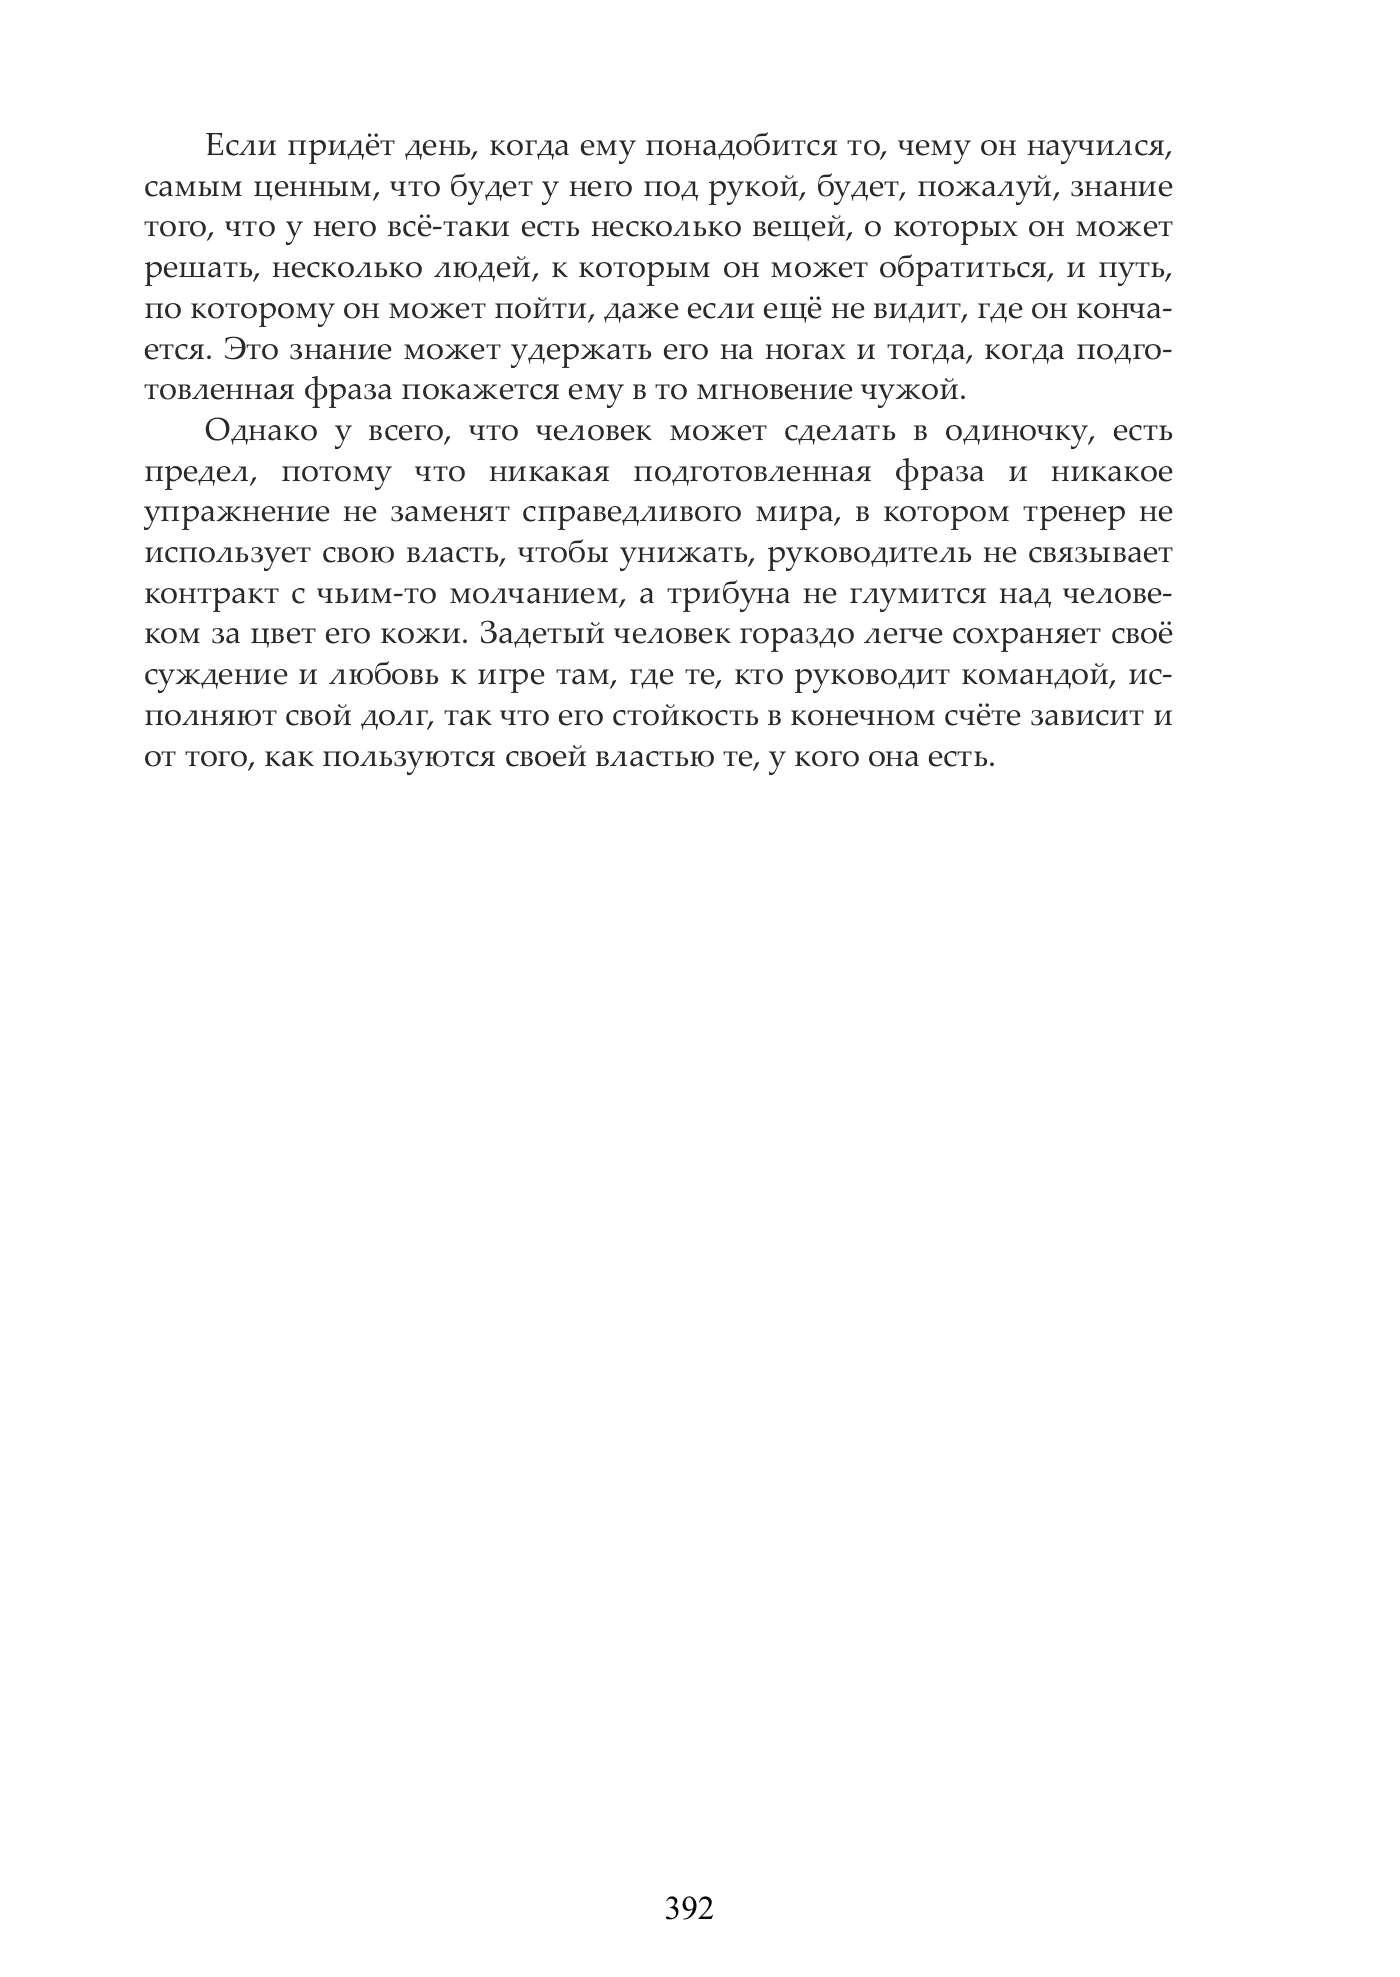 Если придёт день, когда ему понадобится то, чему он научился,
самым ценным, что будет у него под рукой, будет, пожалуй, знание
того, что у него всё-таки есть несколько вещей, о которых он может
решать, несколько людей, к которым он может обратиться, и путь,
по которому он может пойти, даже если ещё не видит, где он конча-
ется. Это знание может удержать его на ногах и тогда, когда подго-
товленная фраза покажется ему в то мгновение чужой.
Однако у всего, что человек может сделать в одиночку, есть
предел, потому что никакая подготовленная фраза и никакое
упражнение не заменят справедливого мира, в котором тренер не
использует свою власть, чтобы унижать, руководитель не связывает
контракт с чьим-то молчанием, а трибуна не глумится над челове-
ком за цвет его кожи. Задетый человек гораздо легче сохраняет своё
суждение и любовь к игре там, где те, кто руководит командой, ис-
полняют свой долг, так что его стойкость в конечном счёте зависит и
от того, как пользуются своей властью те, у кого она есть.
392